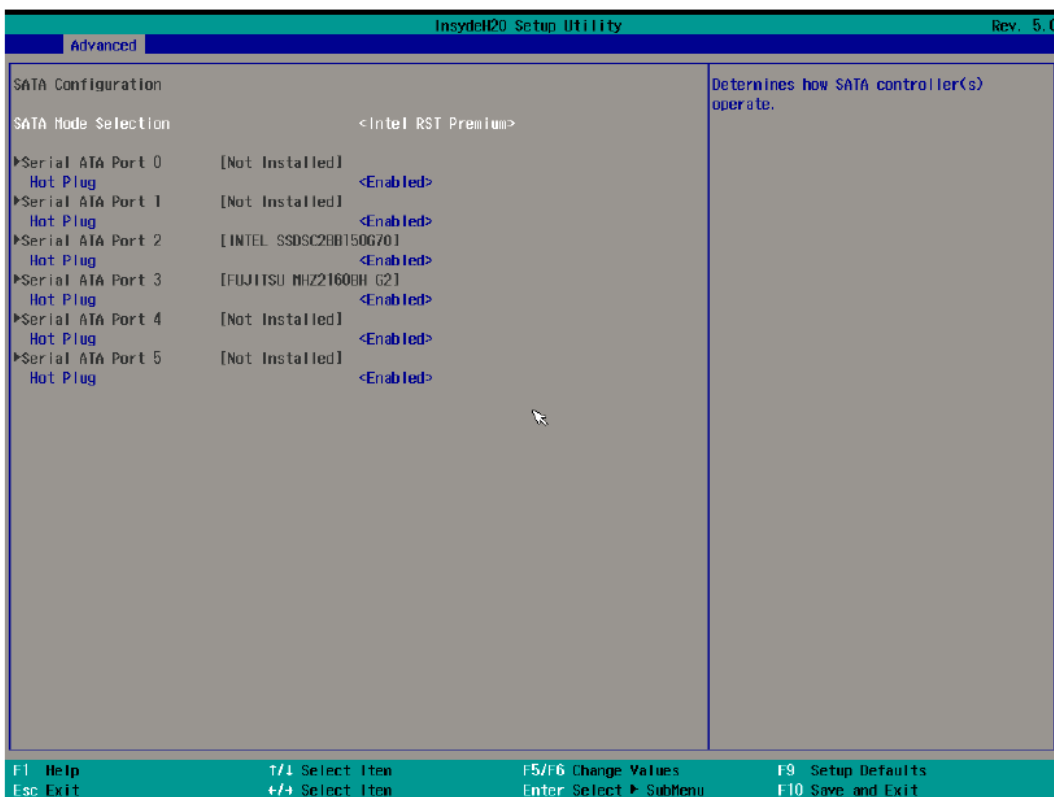 InsydeH20 Setup Utility Rev. 5.0
Advanced
SATA Configuration
SATA Mode Selection <Intel RST Premium>
▶Serial ATA Port 0 [Not Installed]
Hot Plug <Enabled>
▶Serial ATA Port 1 [Not Installed]
Hot Plug <Enabled>
▶Serial ATA Port 2 [INTEL SSDSC2BB150G70]
Hot Plug <Enabled>
▶Serial ATA Port 3 [FUJITSU MHZ2160BH G2]
Hot Plug <Enabled>
▶Serial ATA Port 4 [Not Installed]
Hot Plug <Enabled>
▶Serial ATA Port 5 [Not Installed]
Hot Plug <Enabled>
Determines how SATA controller(s)
operate.
F1 Help ↑/↓ Select Item F5/F6 Change Values F9 Setup Defaults
Esc Exit ←/→ Select Item Enter Select ▶ SubMenu F10 Save and Exit